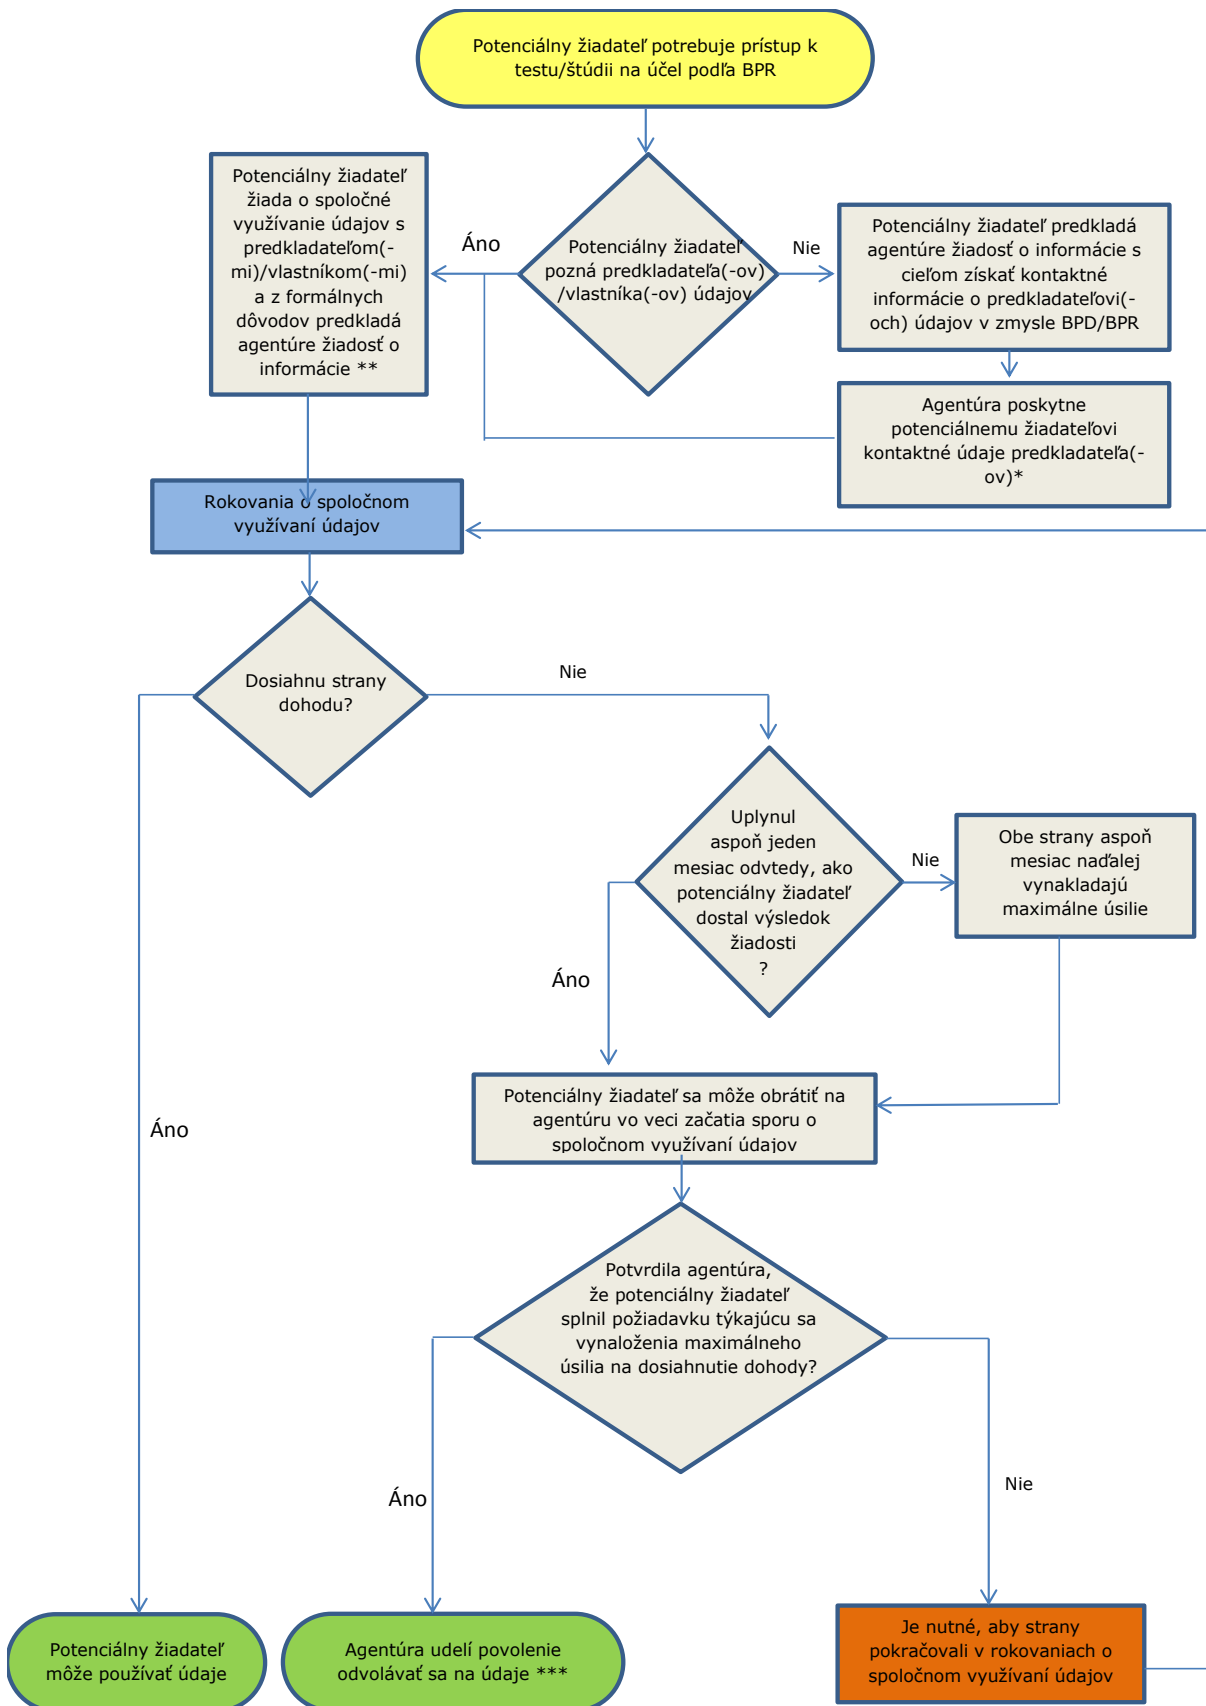 Potenciálny žiadateľ potrebuje prístup k
testu/štúdii na účel podľa BPR
Potenciálny žiadateľ
žiada o spoločné
využívanie údajov s
predkladateľom(-
mi)/vlastníkom(-mi)
a z formálnych
dôvodov predkladá
agentúre žiadosť o
informácie **
Áno
Potenciálny žiadateľ
pozná predkladateľa(-ov)
/vlastníka(-ov) údajov
Nie
Potenciálny žiadateľ predkladá
agentúre žiadosť o informácie s
cieľom získať kontaktné
informácie o predkladateľovi(-
och) údajov v zmysle BPD/BPR
Agentúra poskytne
potenciálnemu žiadateľovi
kontaktné údaje predkladateľa(-
ov)*
Rokovania o spoločnom
využívaní údajov
Dosiahnu strany
dohodu?
Nie
Uplynul
aspoň jeden
mesiac odvtedy, ako
potenciálny žiadateľ
dostal výsledok
žiadosti
?
Nie
Obe strany aspoň
mesiac naďalej
vynakladajú
maximálne úsilie
Áno
Áno
Potenciálny žiadateľ sa môže obrátiť na
agentúru vo veci začatia sporu o
spoločnom využívaní údajov
Potvrdila agentúra,
že potenciálny žiadateľ
splnil požiadavku týkajúcu sa
vynaloženia maximálneho
úsilia na dosiahnutie dohody?
Áno
Nie
Potenciálny žiadateľ
môže používať údaje
Agentúra udelí povolenie
odvolávať sa na údaje ***
Je nutné, aby strany
pokračovali v rokovaniach o
spoločnom využívaní údajov